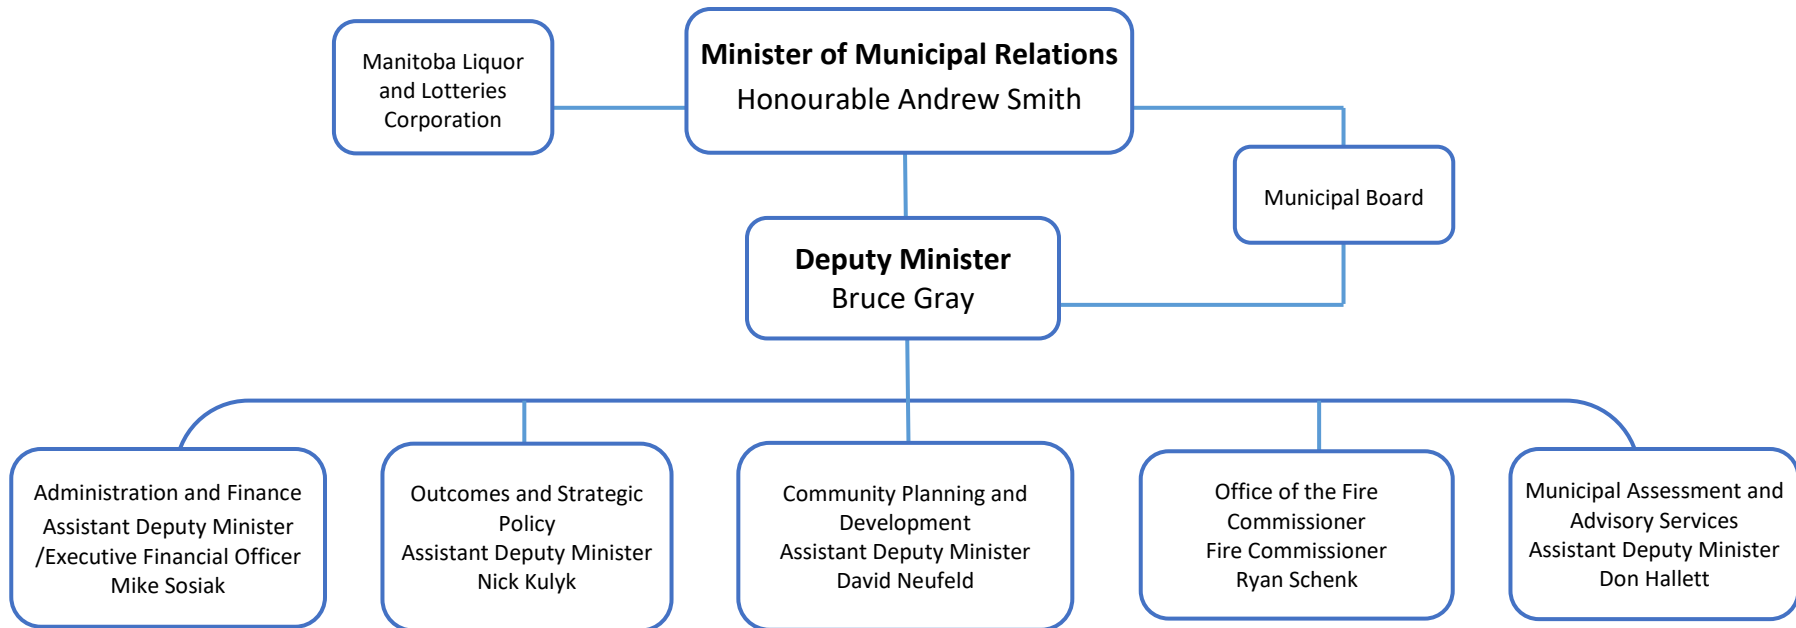 Manitoba Liquor
and Lotteries
Corporation
Minister of Municipal Relations
Honourable Andrew Smith
Municipal Board
Deputy Minister
Bruce Gray
Administration and Finance
Assistant Deputy Minister
/Executive Financial Officer
Mike Sosiak
Outcomes and Strategic
Policy
Assistant Deputy Minister
Nick Kulyk
Community Planning and
Development
Assistant Deputy Minister
David Neufeld
Office of the Fire
Commissioner
Fire Commissioner
Ryan Schenk
Municipal Assessment and
Advisory Services
Assistant Deputy Minister
Don Hallett